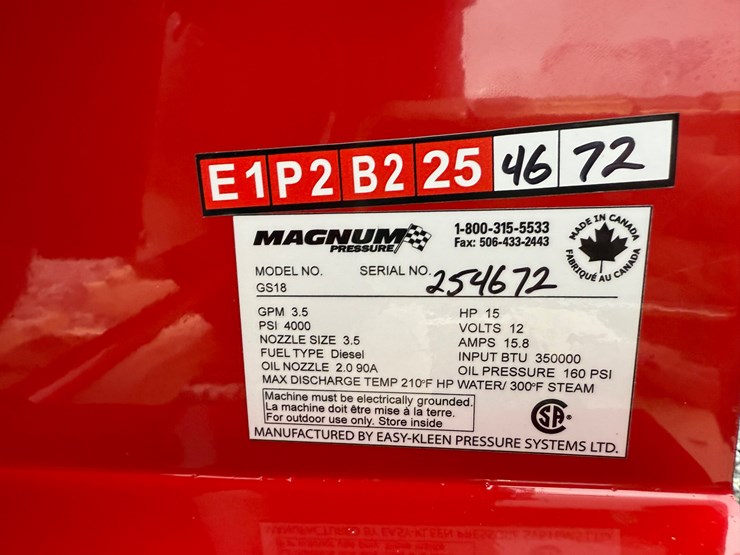 E1 P2 B2 25 46 72
MAGNUM
PRESSURE
1-800-315-5533
Fax: 506-433-2443
MADE IN CANADA
FABRIQUÉ AU CANADA
MODEL NO. SERIAL NO. 254672
GS18
GPM 3.5
PSI 4000
NOZZLE SIZE 3.5
FUEL TYPE Diesel
OIL NOZZLE 2.0 90A
HP 15
VOLTS 12
AMPS 15.8
INPUT BTU 350000
OIL PRESSURE 160 PSI
MAX DISCHARGE TEMP 210°F HP WATER/ 300°F STEAM
Machine must be electrically grounded.
La machine doit être mise à la terre.
For outdoor use only. Store inside
SA
MANUFACTURED BY EASY-KLEEN PRESSURE SYSTEMS LTD.